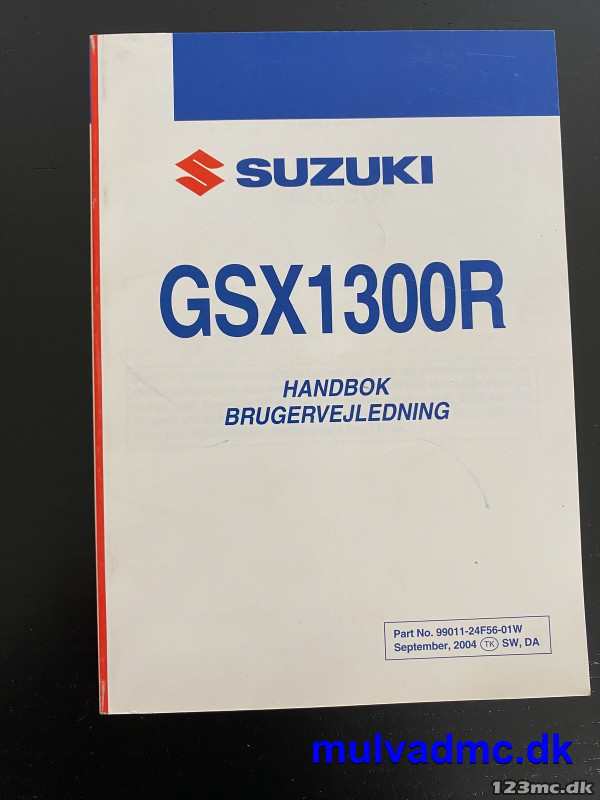 SUZUKI
GSX1300R
HANDBOK
BRUGERVEJLEDNING
Part No. 99011-24F56-01W
September, 2004 TK SW, DA
mulvadmc.dk
123mc.dk